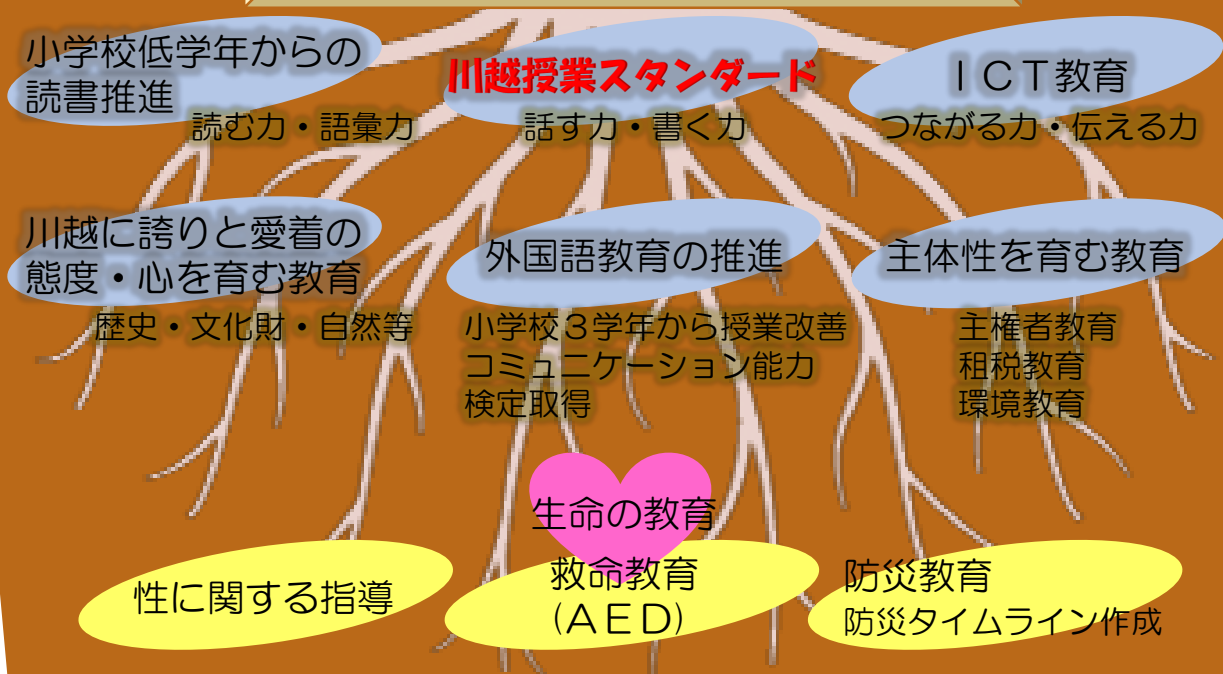 小学校低学年からの
読書推進
読む力・語彙力
川越授業スタンダード
話す力・書く力
ＩＣＴ教育
つながる力・伝える力
川越に誇りと愛着の
態度・心を育む教育
歴史・文化財・自然等
外国語教育の推進
小学校３学年から授業改善
コミュニケーション能力
検定取得
主体性を育む教育
主権者教育
租税教育
環境教育
生命の教育
性に関する指導
救命教育
(ＡＥＤ)
防災教育
防災タイムライン作成